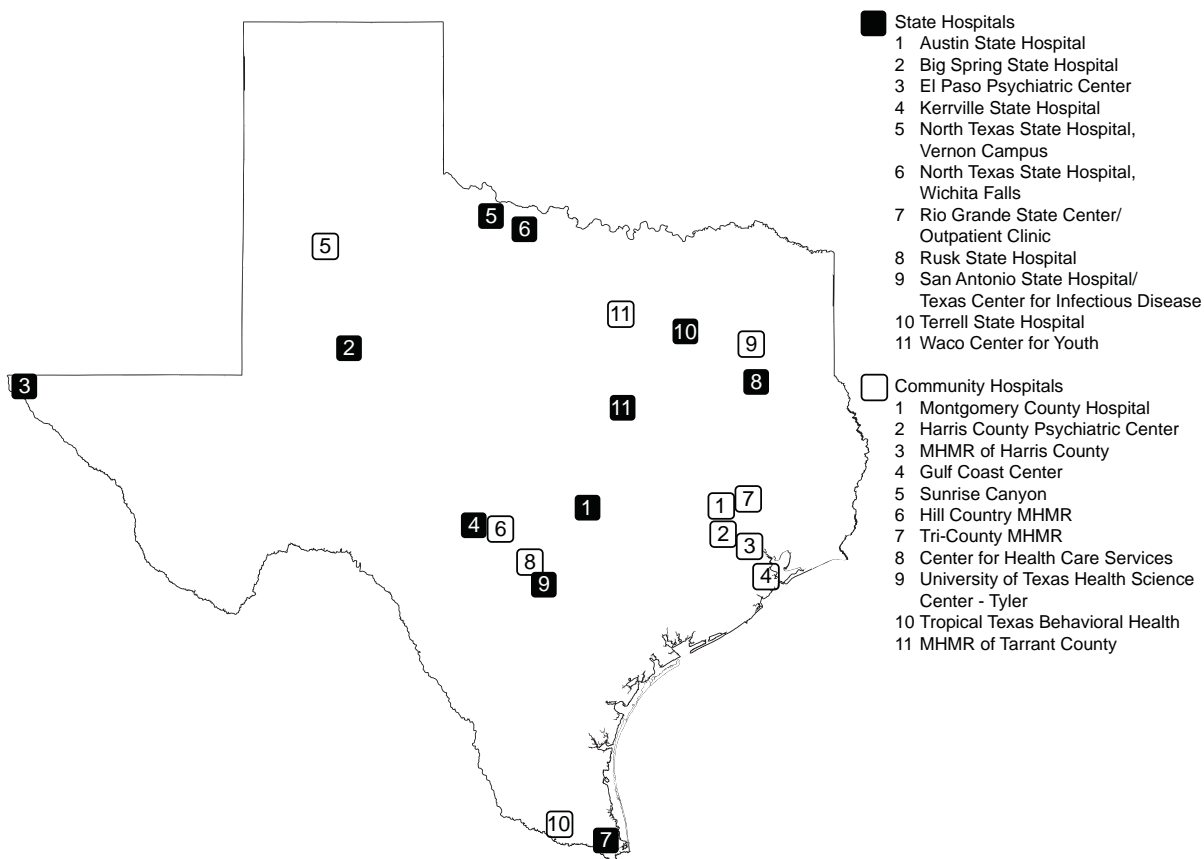 State Hospitals
1 Austin State Hospital
2 Big Spring State Hospital
3 El Paso Psychiatric Center
4 Kerrville State Hospital
5 North Texas State Hospital,
Vernon Campus
6 North Texas State Hospital,
Wichita Falls
7 Rio Grande State Center/
Outpatient Clinic
8 Rusk State Hospital
9 San Antonio State Hospital/
Texas Center for Infectious Disease
10 Terrell State Hospital
11 Waco Center for Youth
Community Hospitals
1 Montgomery County Hospital
2 Harris County Psychiatric Center
3 MHMR of Harris County
4 Gulf Coast Center
5 Sunrise Canyon
6 Hill Country MHMR
7 Tri-County MHMR
8 Center for Health Care Services
9 University of Texas Health Science
Center - Tyler
10 Tropical Texas Behavioral Health
11 MHMR of Tarrant County
5
6
5
11
10
9
2
8
3
11
7
1
1
4
6
2
3
8
4
9
10
7